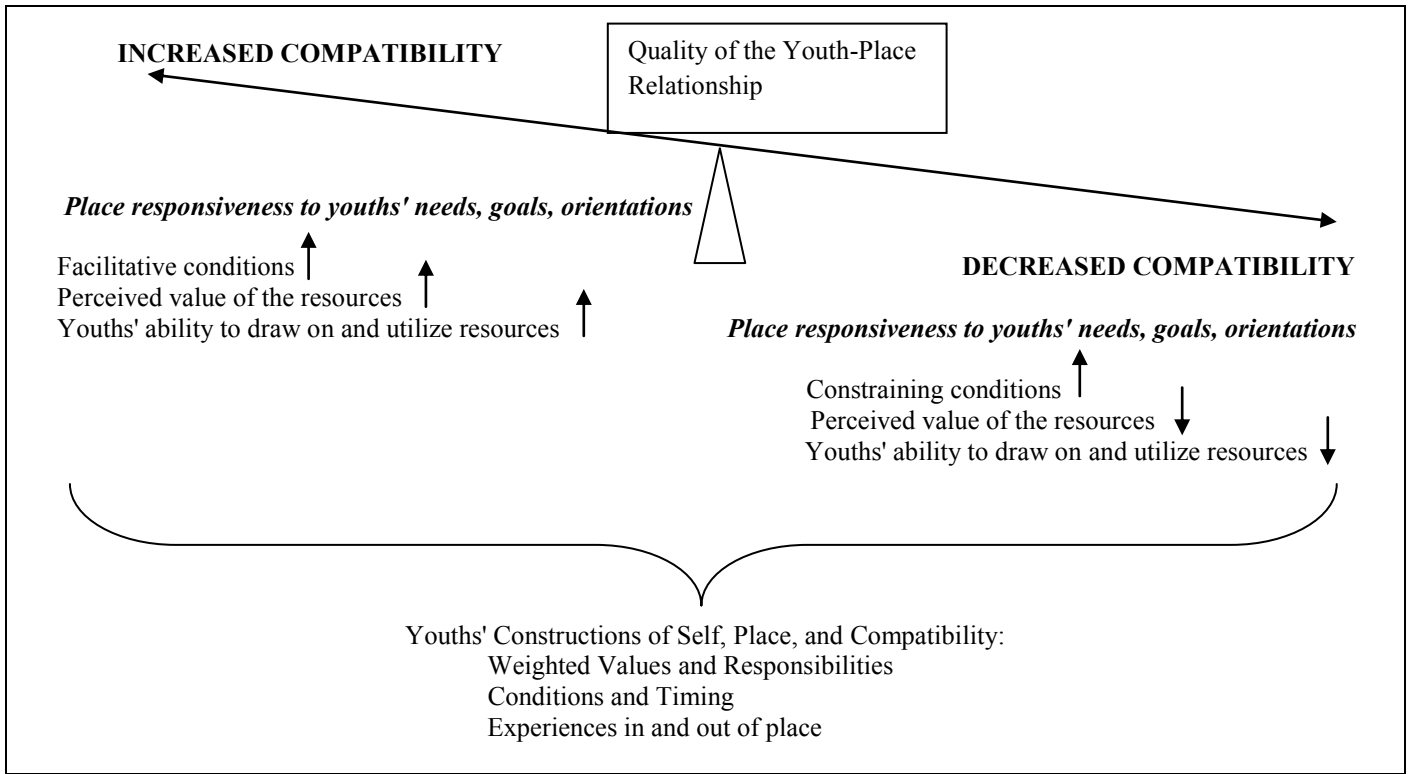 INCREASED COMPATIBILITY
Quality of the Youth-Place
Relationship
Place responsiveness to youths' needs, goals, orientations
Facilitative conditions
Perceived value of the resources
Youths' ability to draw on and utilize resources
DECREASED COMPATIBILITY
Place responsiveness to youths' needs, goals, orientations
Constraining conditions
Perceived value of the resources
Youths' ability to draw on and utilize resources
Youths' Constructions of Self, Place, and Compatibility:
Weighted Values and Responsibilities
Conditions and Timing
Experiences in and out of place